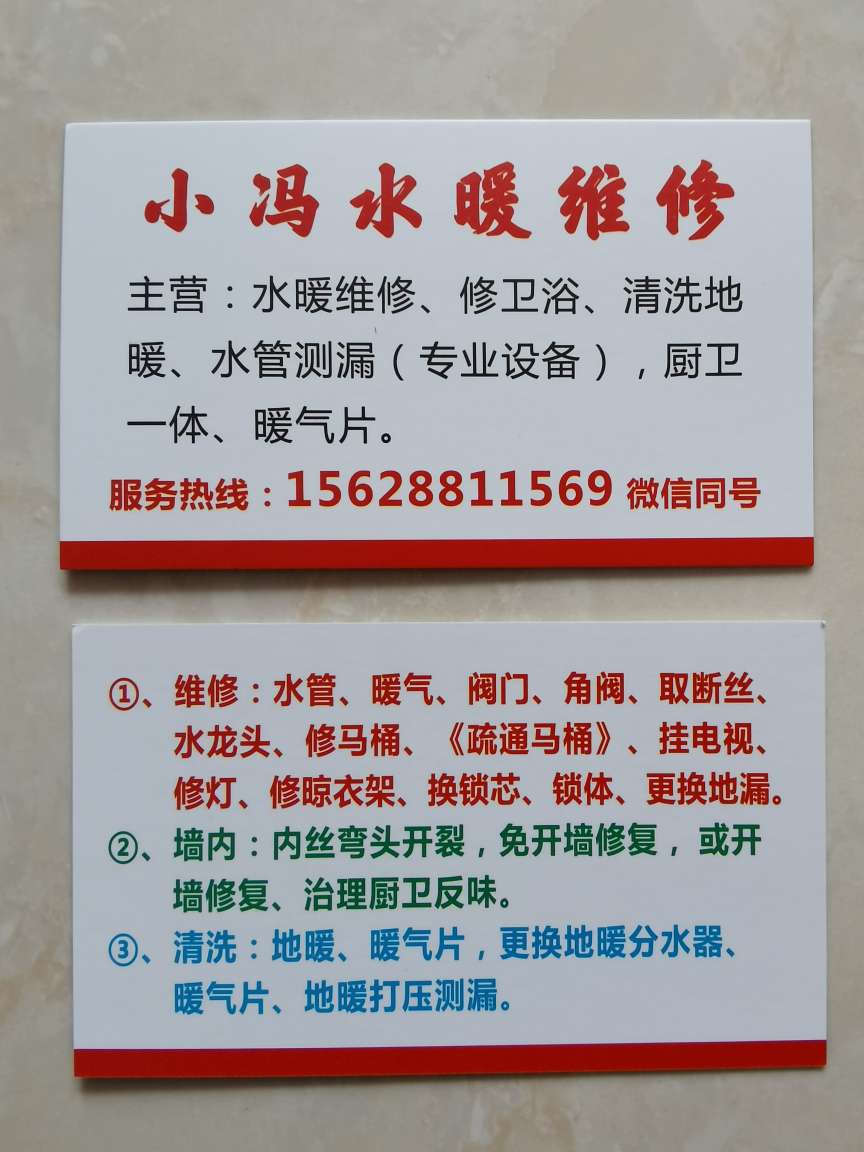 小冯水暖维修
主营：水暖维修、修卫浴、清洗地
暖、水管测漏（专业设备），厨卫
一体、暖气片。
服务热线：15628811569 微信同号
①、维修：水管、暖气、阀门、角阀、取断丝、
水龙头、修马桶、《疏通马桶》、挂电视、
修灯、修晾衣架、换锁芯、锁体、更换地漏。
②、墙内：内丝弯头开裂，免开墙修复，或开
墙修复、治理厨卫反味。
③、清洗：地暖、暖气片，更换地暖分水器、
暖气片、地暖打压测漏。